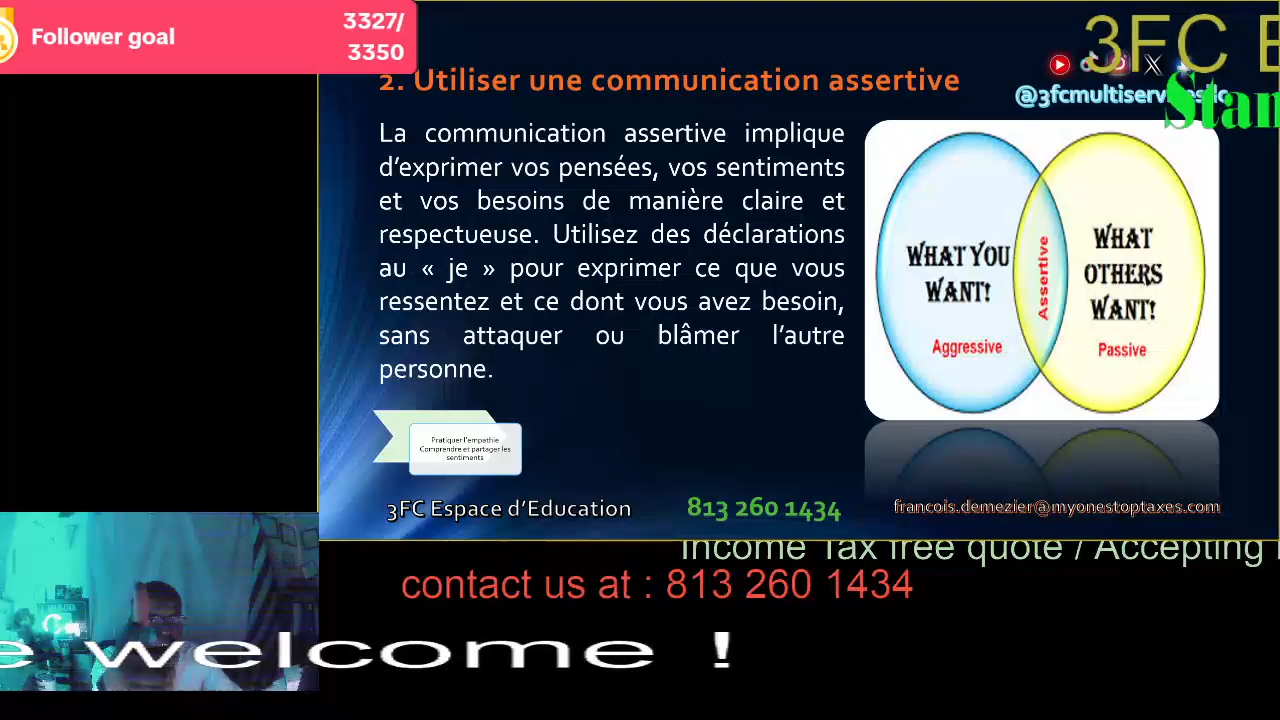 Follower goal
3327/
3350
3FC E
2. Utiliser une communication assertive
@3fcmultiserv
Stan
La communication assertive implique
d'exprimer vos pensées, vos sentiments
et vos besoins de manière claire et
respectueuse. Utilisez des déclarations
au « je » pour exprimer ce que vous
ressentez et ce dont vous avez besoin,
sans attaquer ou blâmer l'autre
personne.
WHAT YOU
WANT!
Aggressive
Assertive
WHAT
OTHERS
WANT!
Passive
Pratiquer l'empathie
Comprendre et partager les
sentiments
3FC Espace d'Education
813 260 1434
francois.demezier@myonestoptaxes.com
Income Tax free quote / Accepting
contact us at : 813 260 1434
e welcome !